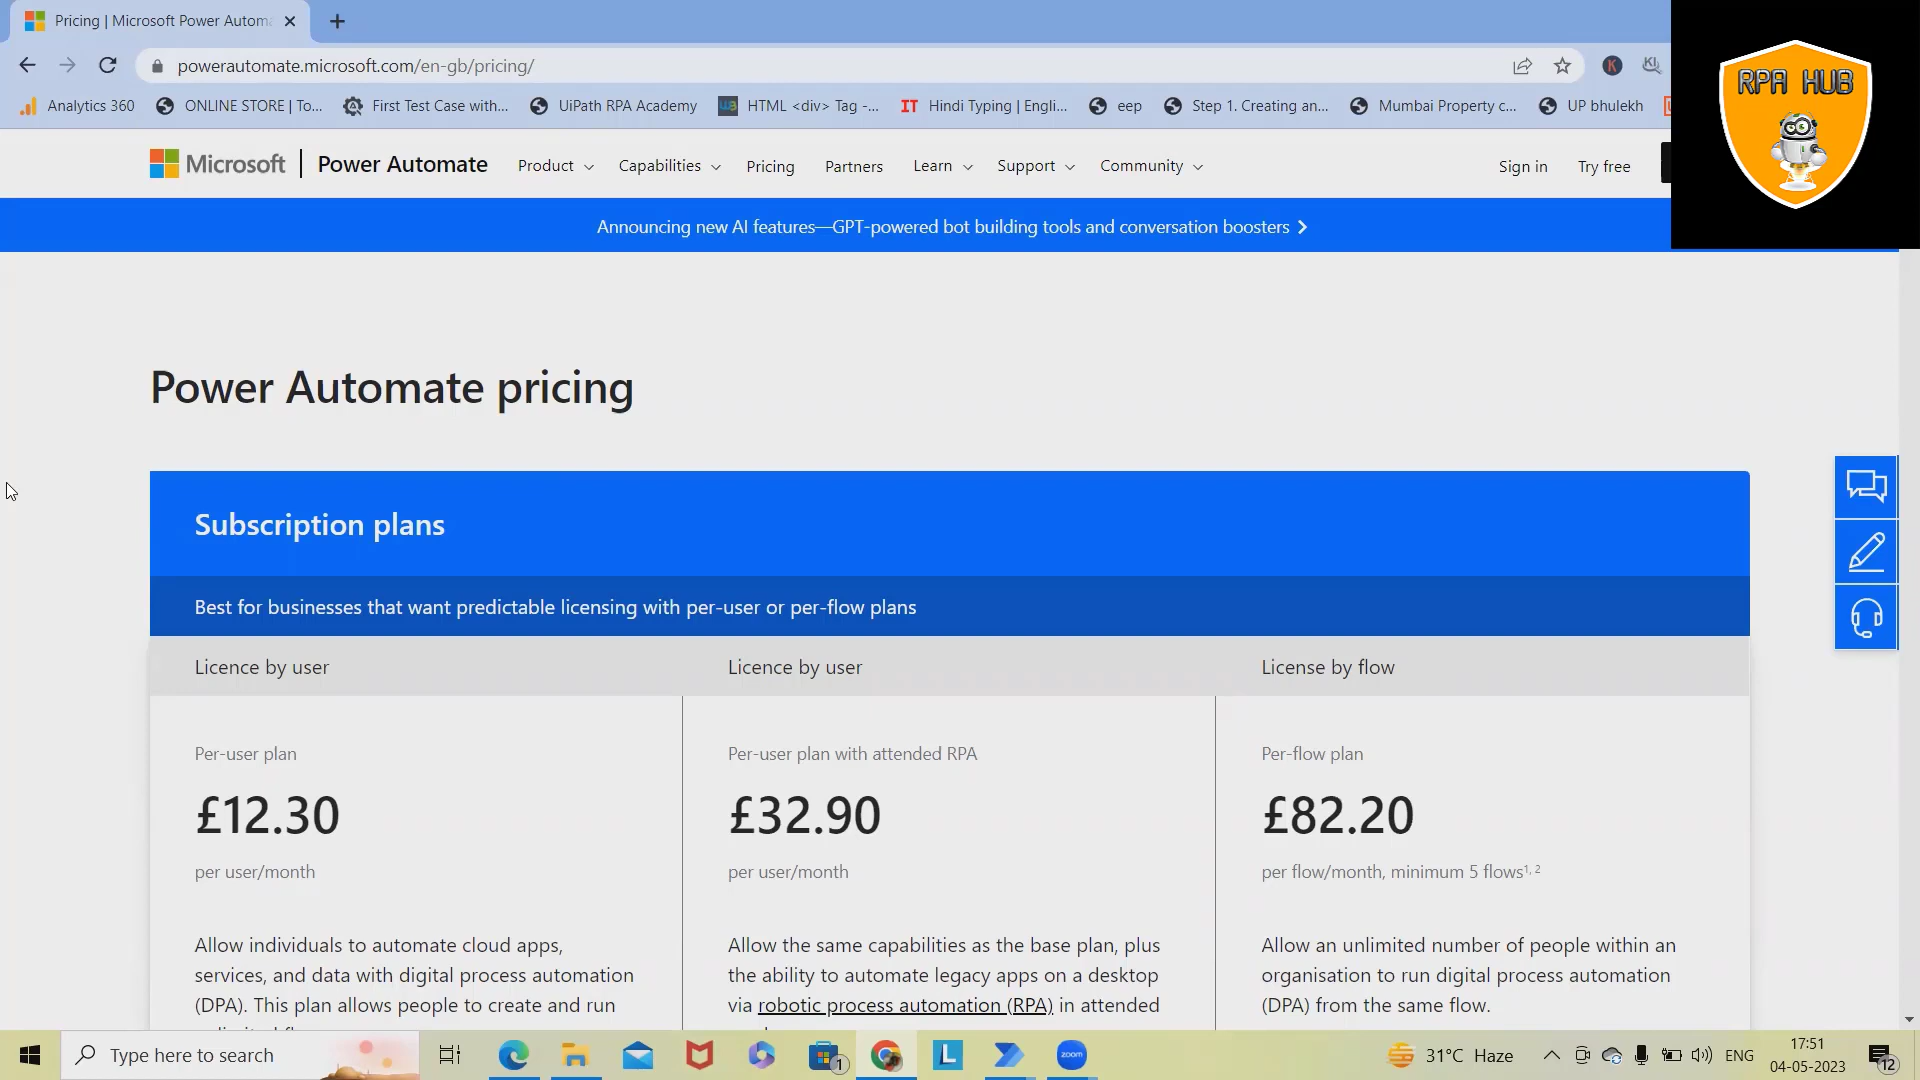 Pricing | Microsoft Power Autom
powerautomate.microsoft.com/en-gb/pricing/
Analytics 360
ONLINE STORE | To...
First Test Case with...
UiPath RPA Academy
HTML <div> Tag -...
Hindi Typing | Engli...
eep
Step 1. Creating an...
Mumbai Property c...
UP bhulekh
RPA HUB
Microsoft
Power Automate
Product
Capabilities
Pricing
Partners
Learn
Support
Community
Sign in
Try free
Announcing new AI features—GPT-powered bot building tools and conversation boosters
Power Automate pricing
Subscription plans
Best for businesses that want predictable licensing with per-user or per-flow plans
Licence by user
Licence by user
License by flow
Per-user plan
£12.30
per user/month
Allow individuals to automate cloud apps,
services, and data with digital process automation
(DPA). This plan allows people to create and run
Per-user plan with attended RPA
£32.90
per user/month
Allow the same capabilities as the base plan, plus
the ability to automate legacy apps on a desktop
via robotic process automation (RPA) in attended
Per-flow plan
£82.20
per flow/month, minimum 5 flows1, 2
Allow an unlimited number of people within an
organisation to run digital process automation
(DPA) from the same flow.
Type here to search
1
L
zoom
31°C Haze
ENG
17:51
04-05-2023
12